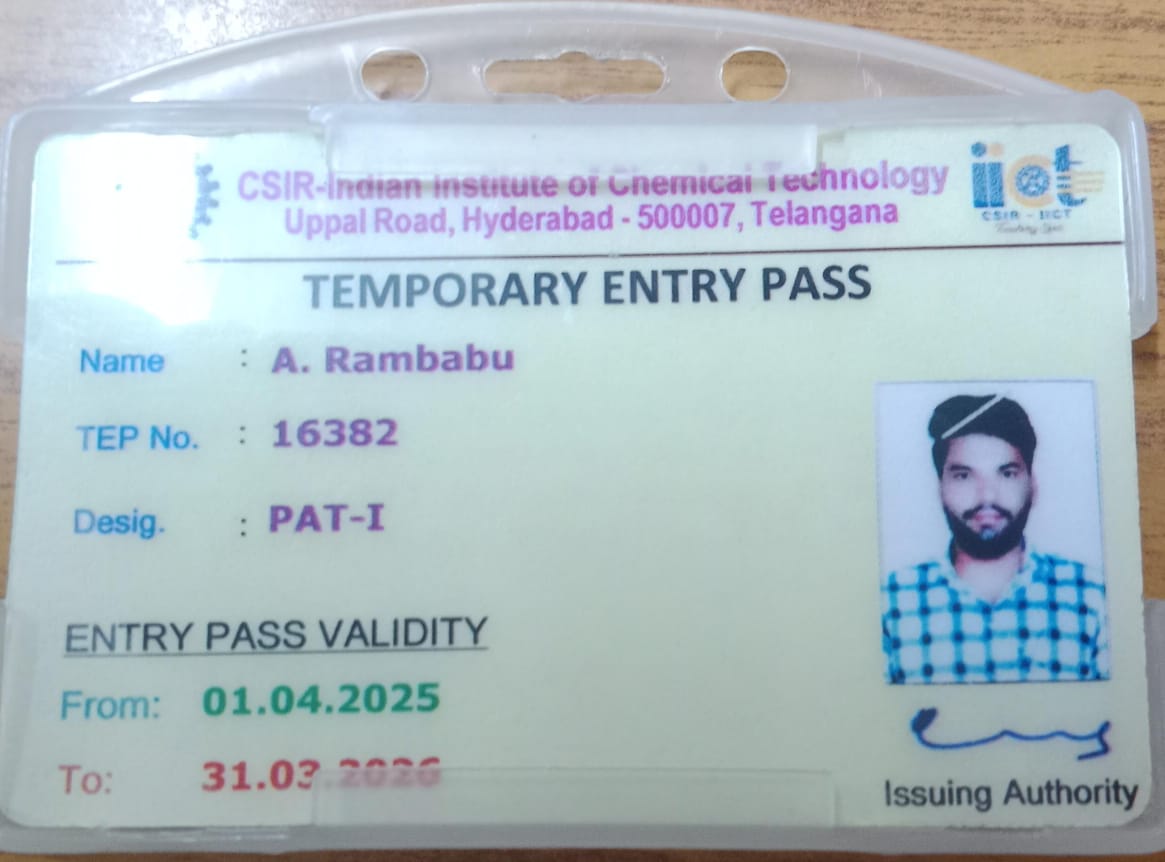 CSIR-Indian Institute of Chemical Technology
Uppal Road, Hyderabad - 500007, Telangana
iict
CSIR - IICT
TEMPORARY ENTRY PASS
Name : A. Rambabu
TEP No. : 16382
Desig. : PAT-I
ENTRY PASS VALIDITY
From: 01.04.2025
To: 31.03.2026
Issuing Authority